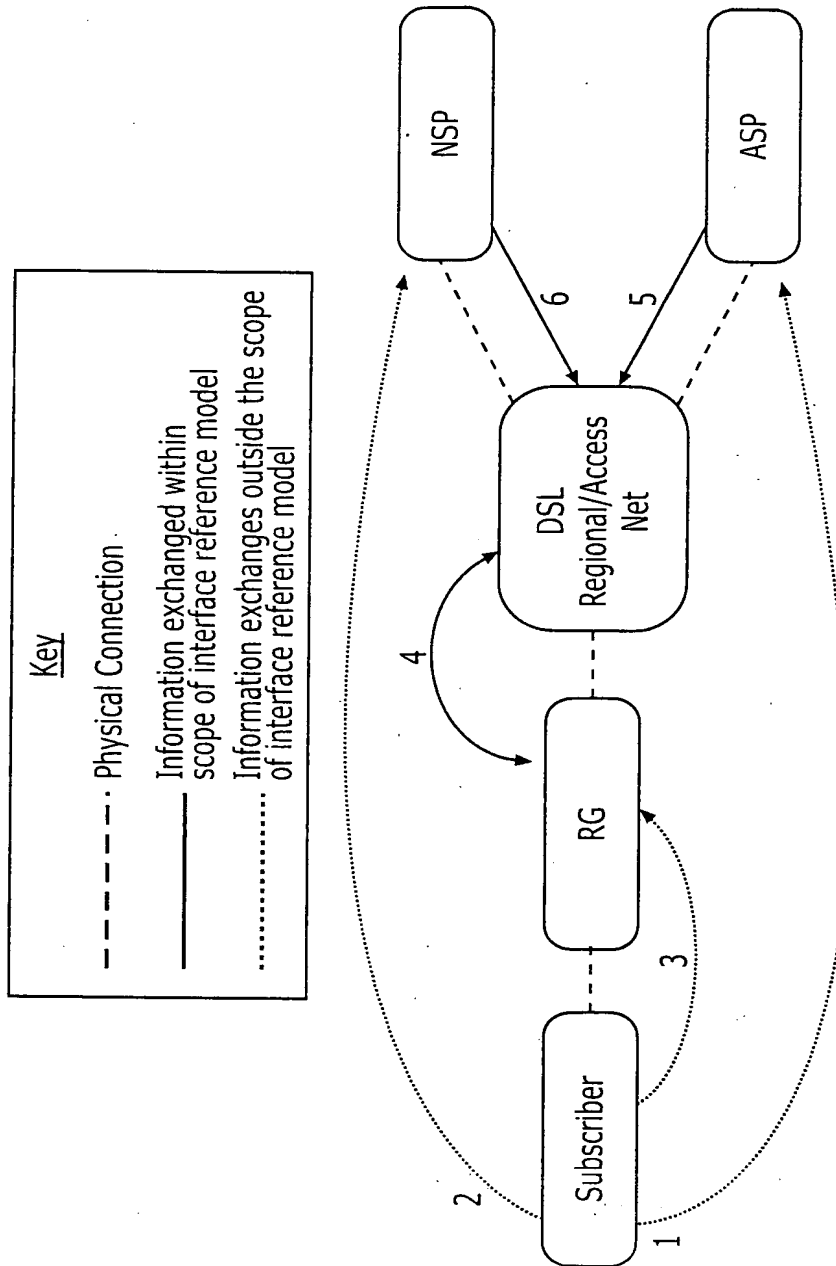 Key
Physical Connection
Information exchanged within
scope of interface reference model
Information exchanges outside the scope
of interface reference model
NSP
ASP
6
5
DSL
Regional/Access
Net
4
RG
3
Subscriber
2
1